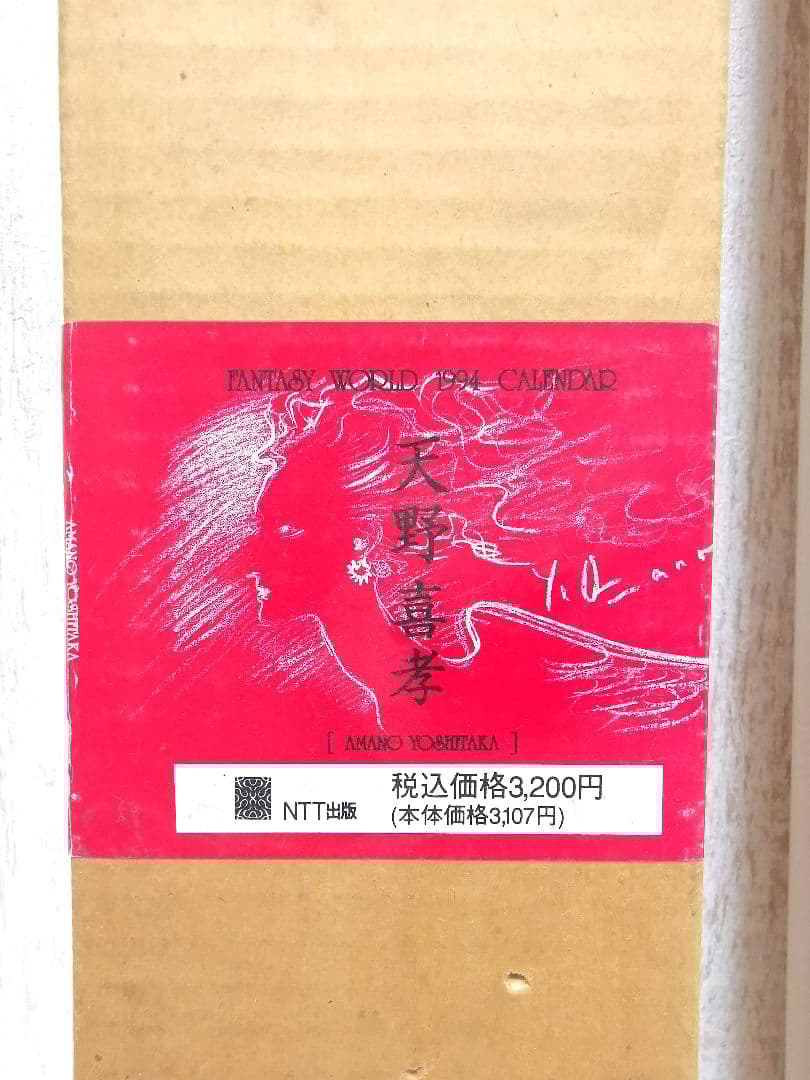 FANTASY WORLD 1994 CALENDAR
天野喜孝
Y. Amano
[ AMANO YOSHITAKA ]
NTT出版
税込価格3,200円
(本体価格3,107円)
AMANO YOSHITAKA